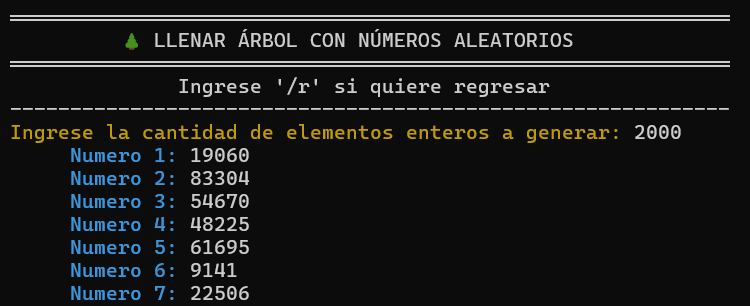 🌲 LLENAR ÁRBOL CON NÚMEROS ALEATORIOS
Ingrese '/r' si quiere regresar
Ingrese la cantidad de elementos enteros a generar: 2000
Numero 1: 19060
Numero 2: 83304
Numero 3: 54670
Numero 4: 48225
Numero 5: 61695
Numero 6: 9141
Numero 7: 22506